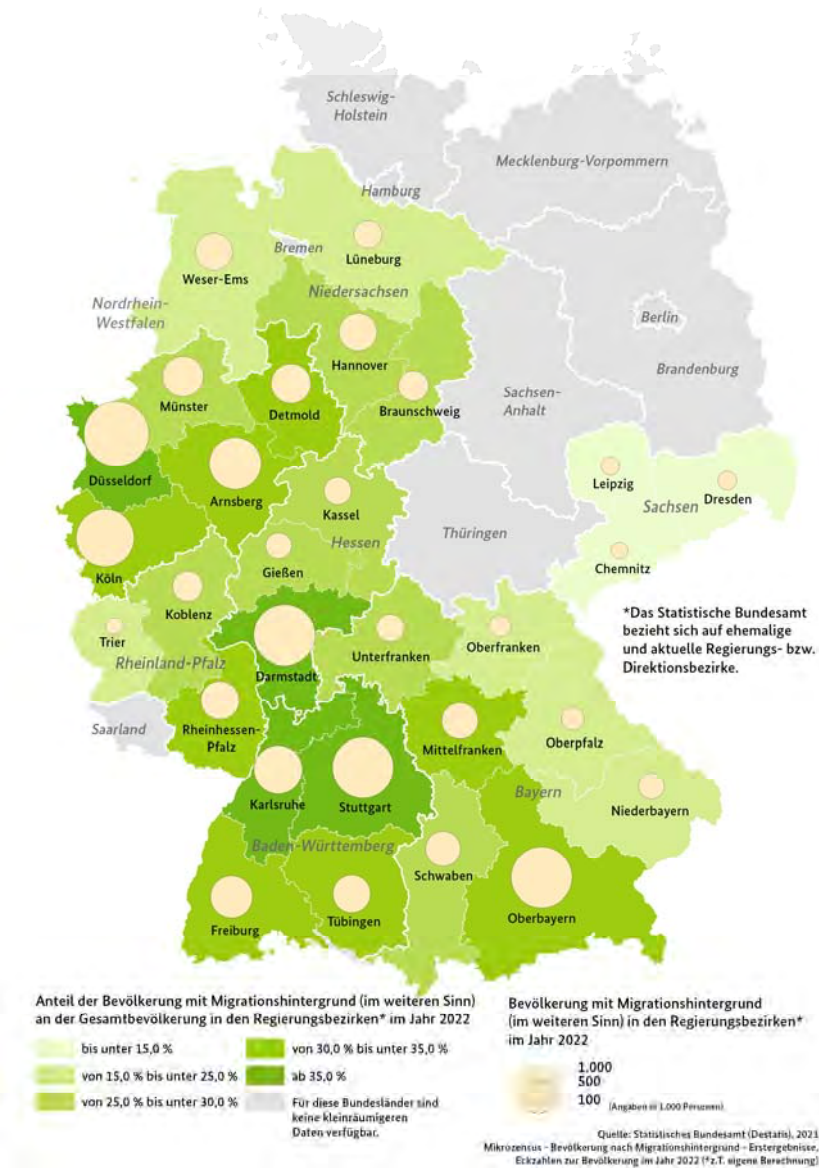 Schleswig-
Holstein
Mecklenburg-Vorpommern
Hamburg
Bremen
Lüneburg
Weser-Ems
Niedersachsen
Nordrhein-
Westfalen
Berlin
Hannover
Brandenburg
Münster
Detmold
Braunschweig
Sachsen-
Anhalt
Düsseldorf
Arnsberg
Leipzig
Dresden
Sachsen
Kassel
Hessen
Thüringen
Köln
Gießen
Chemnitz
Koblenz
Trier
Rheinland-Pfalz
Darmstadt
Unterfranken
Oberfranken
*Das Statistische Bundesamt
bezieht sich auf ehemalige
und aktuelle Regierungs- bzw.
Direktionsbezirke.
Saarland
Rheinhessen-
Pfalz
Mittelfranken
Oberpfalz
Karlsruhe
Stuttgart
Bayern
Niederbayern
Baden-Württemberg
Schwaben
Freiburg
Tübingen
Oberbayern
Anteil der Bevölkerung mit Migrationshintergrund (im weiteren Sinn)
an der Gesamtbevölkerung in den Regierungsbezirken* im Jahr 2022
bis unter 15,0 %
von 15,0 % bis unter 25,0 %
von 25,0 % bis unter 30,0 %
von 30,0 % bis unter 35,0 %
ab 35,0 %
Für diese Bundesländer sind
keine kleinräumigeren
Daten verfügbar.
Bevölkerung mit Migrationshintergrund
(im weiteren Sinn) in den Regierungsbezirken*
im Jahr 2022
1.000
500
100 (Angaben in 1.000 Personen)
Quelle: Statistisches Bundesamt (Destatis), 2023
Mikrozensus - Bevölkerung nach Migrationshintergrund - Erstergebnisse,
Eckzahlen zur Bevölkerung im Jahr 2022 (*z.T. eigene Berechnung)